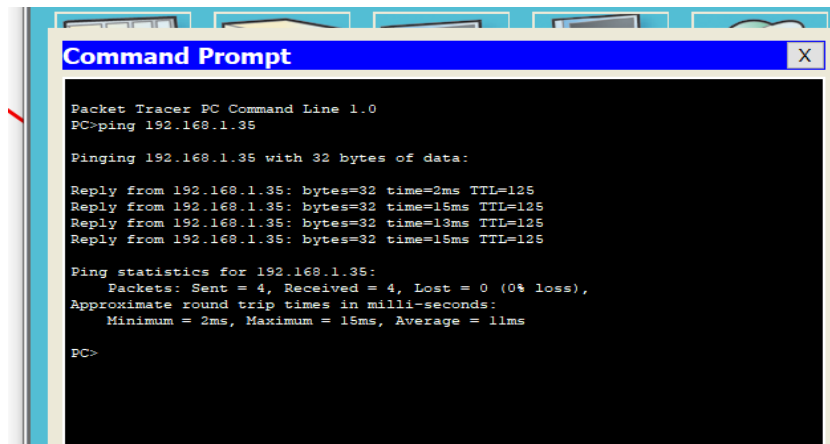 Command Prompt
X
Packet Tracer PC Command Line 1.0
PC>ping 192.168.1.35
Pinging 192.168.1.35 with 32 bytes of data:
Reply from 192.168.1.35: bytes=32 time=2ms TTL=125
Reply from 192.168.1.35: bytes=32 time=15ms TTL=125
Reply from 192.168.1.35: bytes=32 time=13ms TTL=125
Reply from 192.168.1.35: bytes=32 time=15ms TTL=125
Ping statistics for 192.168.1.35:
Packets: Sent = 4, Received = 4, Lost = 0 (0% loss),
Approximate round trip times in milli-seconds:
Minimum = 2ms, Maximum = 15ms, Average = 11ms
PC>